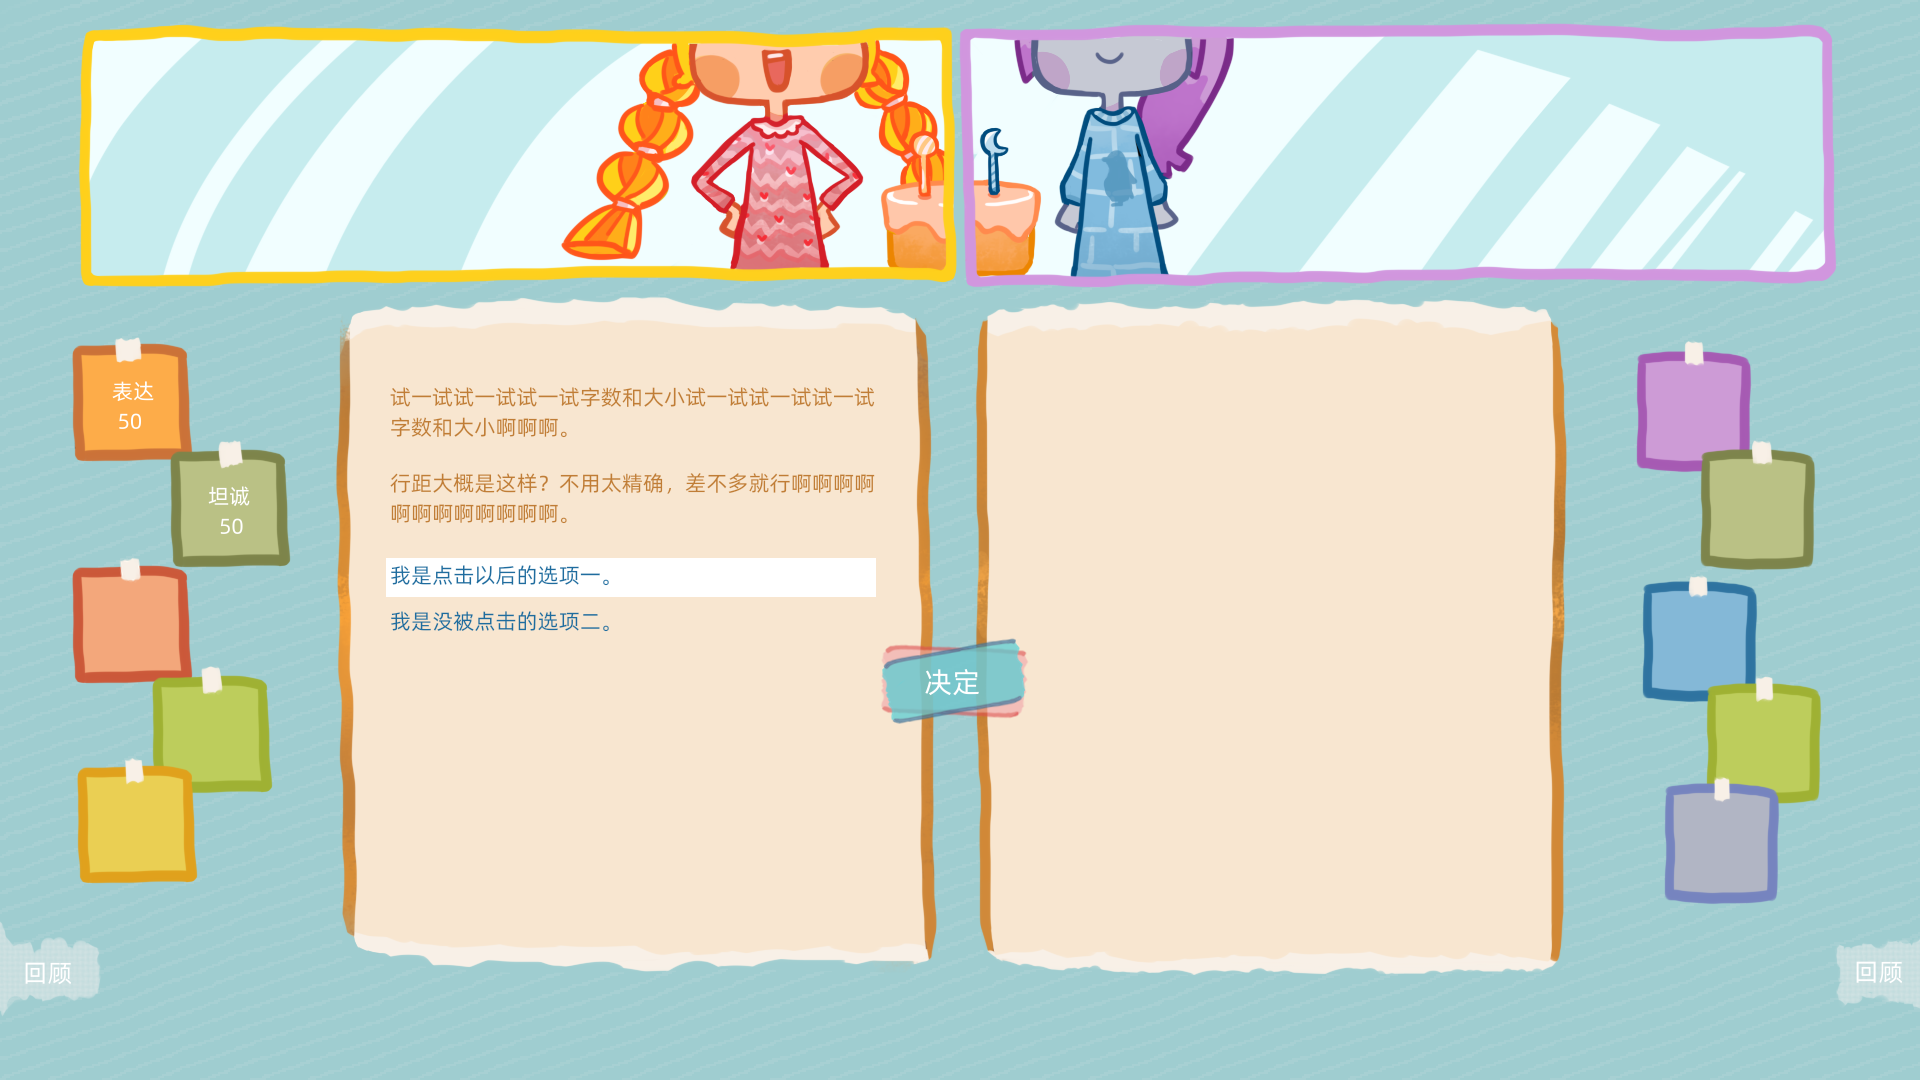 表达
50
坦诚
50
试一试试一试试一试字数和大小试一试试一试试一试
字数和大小啊啊啊。
行距大概是这样？不用太精确，差不多就行啊啊啊啊
啊啊啊啊啊啊啊啊。
我是点击以后的选项一。
我是没被点击的选项二。
决定
回顾
回顾